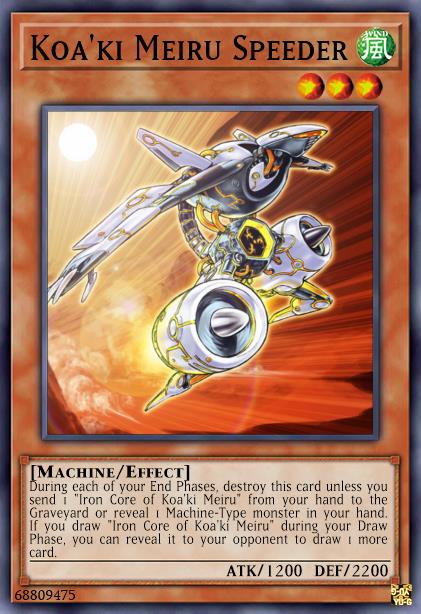 Koa'ki Meiru Speeder
WIND
風
[Machine/Effect]
During each of your End Phases, destroy this card unless you
send 1 "Iron Core of Koa'ki Meiru" from your hand to the
Graveyard or reveal 1 Machine-Type monster in your hand.
If you draw "Iron Core of Koa'ki Meiru" during your Draw
Phase, you can reveal it to your opponent to draw 1 more
card.
ATK/1200 DEF/2200
68809475